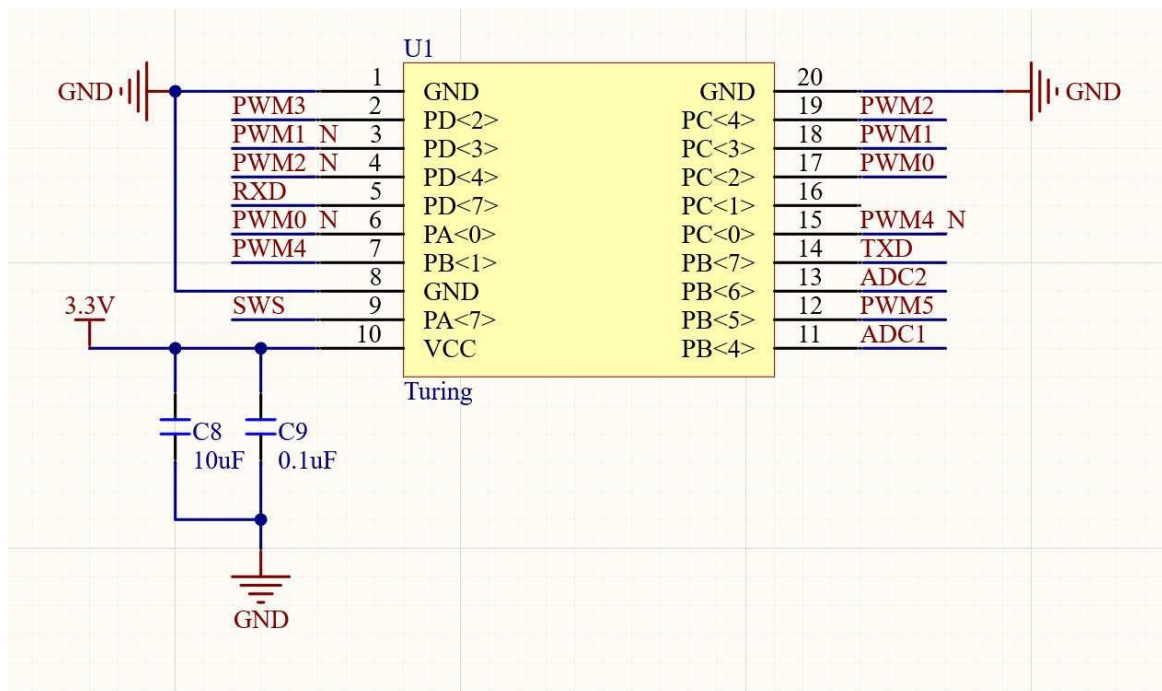 U1
GND
1
GND
GND
20
GND
PWM3
2
PD<2>
PC<4>
19
PWM2
PWM1_N
3
PD<3>
PC<3>
18
PWM1
PWM2_N
4
PD<4>
PC<2>
17
PWM0
RXD
5
PD<7>
PC<1>
16
PWM0_N
6
PA<0>
PC<0>
15
PWM4_N
PWM4
7
PB<1>
PB<7>
14
TXD
8
GND
PB<6>
13
ADC2
3.3V
SWS
9
PA<7>
PB<5>
12
PWM5
10
VCC
PB<4>
11
ADC1
Turing
C8
10uF
C9
0.1uF
GND